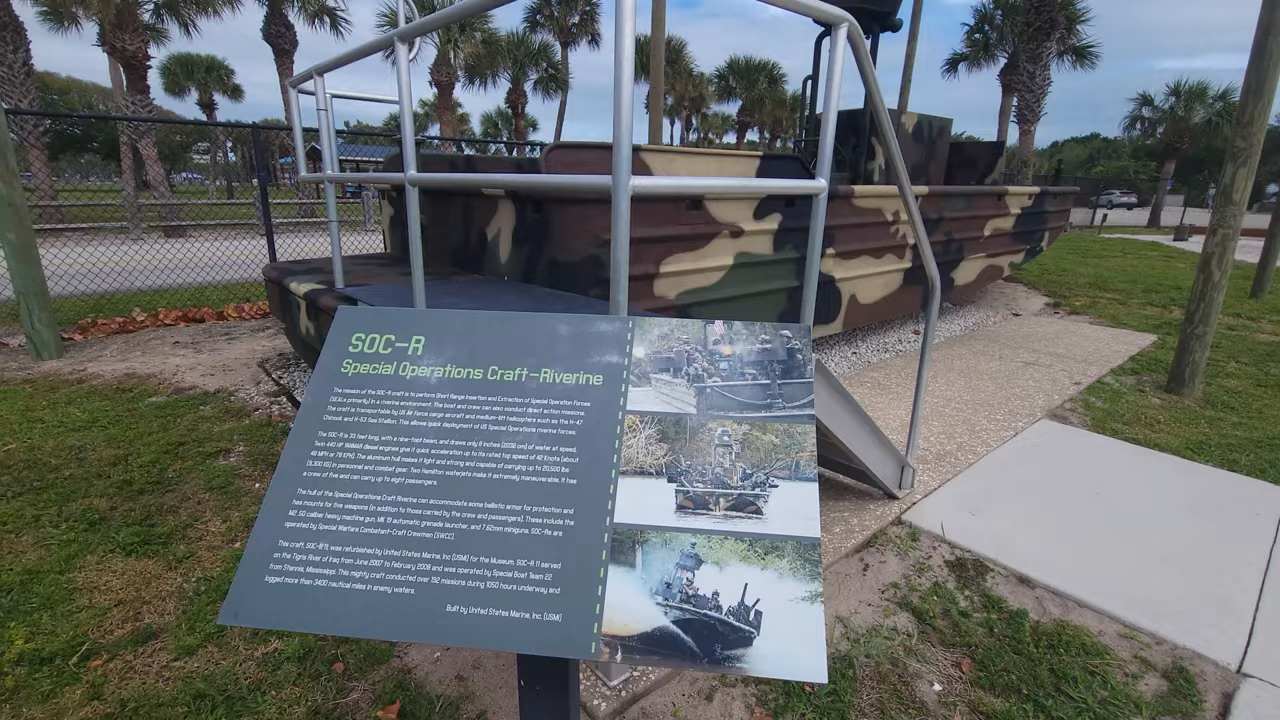 SOC-R
Special Operations Craft-Riverine
The mission of the SOC-R craft is to perform Short Range Insertion and Extraction of Special Operation Forces
(SEALs primarily) in a riverine environment. The boat and crew can also conduct direct action missions.
The craft is transportable by US Air Force cargo aircraft and medium-lift helicopters such as the H-47
Chinook and H-53 Sea Stallion. This allows quick deployment of US Special Operations riverine forces.
The SOC-R is 33 feet long, with a nine-foot beam, and draws only 8 inches (20.32 cm) of water at speed.
Twin 440 HP YANMAR diesel engines give it quick acceleration up to its rated top speed of 42 Knots (about
49 MPH or 79 KPH). The aluminum hull makes it light and strong and capable of carrying up to 20,500 lbs
(9,300 KG) in personnel and combat gear. Two Hamilton waterjets make it extremely maneuverable. It has
a crew of five and can carry up to eight passengers.
The hull of the Special Operations Craft Riverine can accommodate some ballistic armor for protection and
has mounts for five weapons (in addition to those carried by the crew and passengers). These include the
M2 .50 caliber heavy machine gun, MK 19 automatic grenade launcher, and 7.62mm miniguns. SOC-Rs are
operated by Special Warfare Combatant-Craft Crewmen (SWCC).
This craft, SOC-R 11, was refurbished by United States Marine, Inc (USMI) for the Museum. SOC-R 11 served
on the Tigris River of Iraq from June 2007 to February 2008 and was operated by Special Boat Team 22
from Stennis, Mississippi. This mighty craft conducted over 192 missions during 1050 hours underway and
logged more than 3400 nautical miles in enemy waters.
Built by United States Marine, Inc. (USMI)